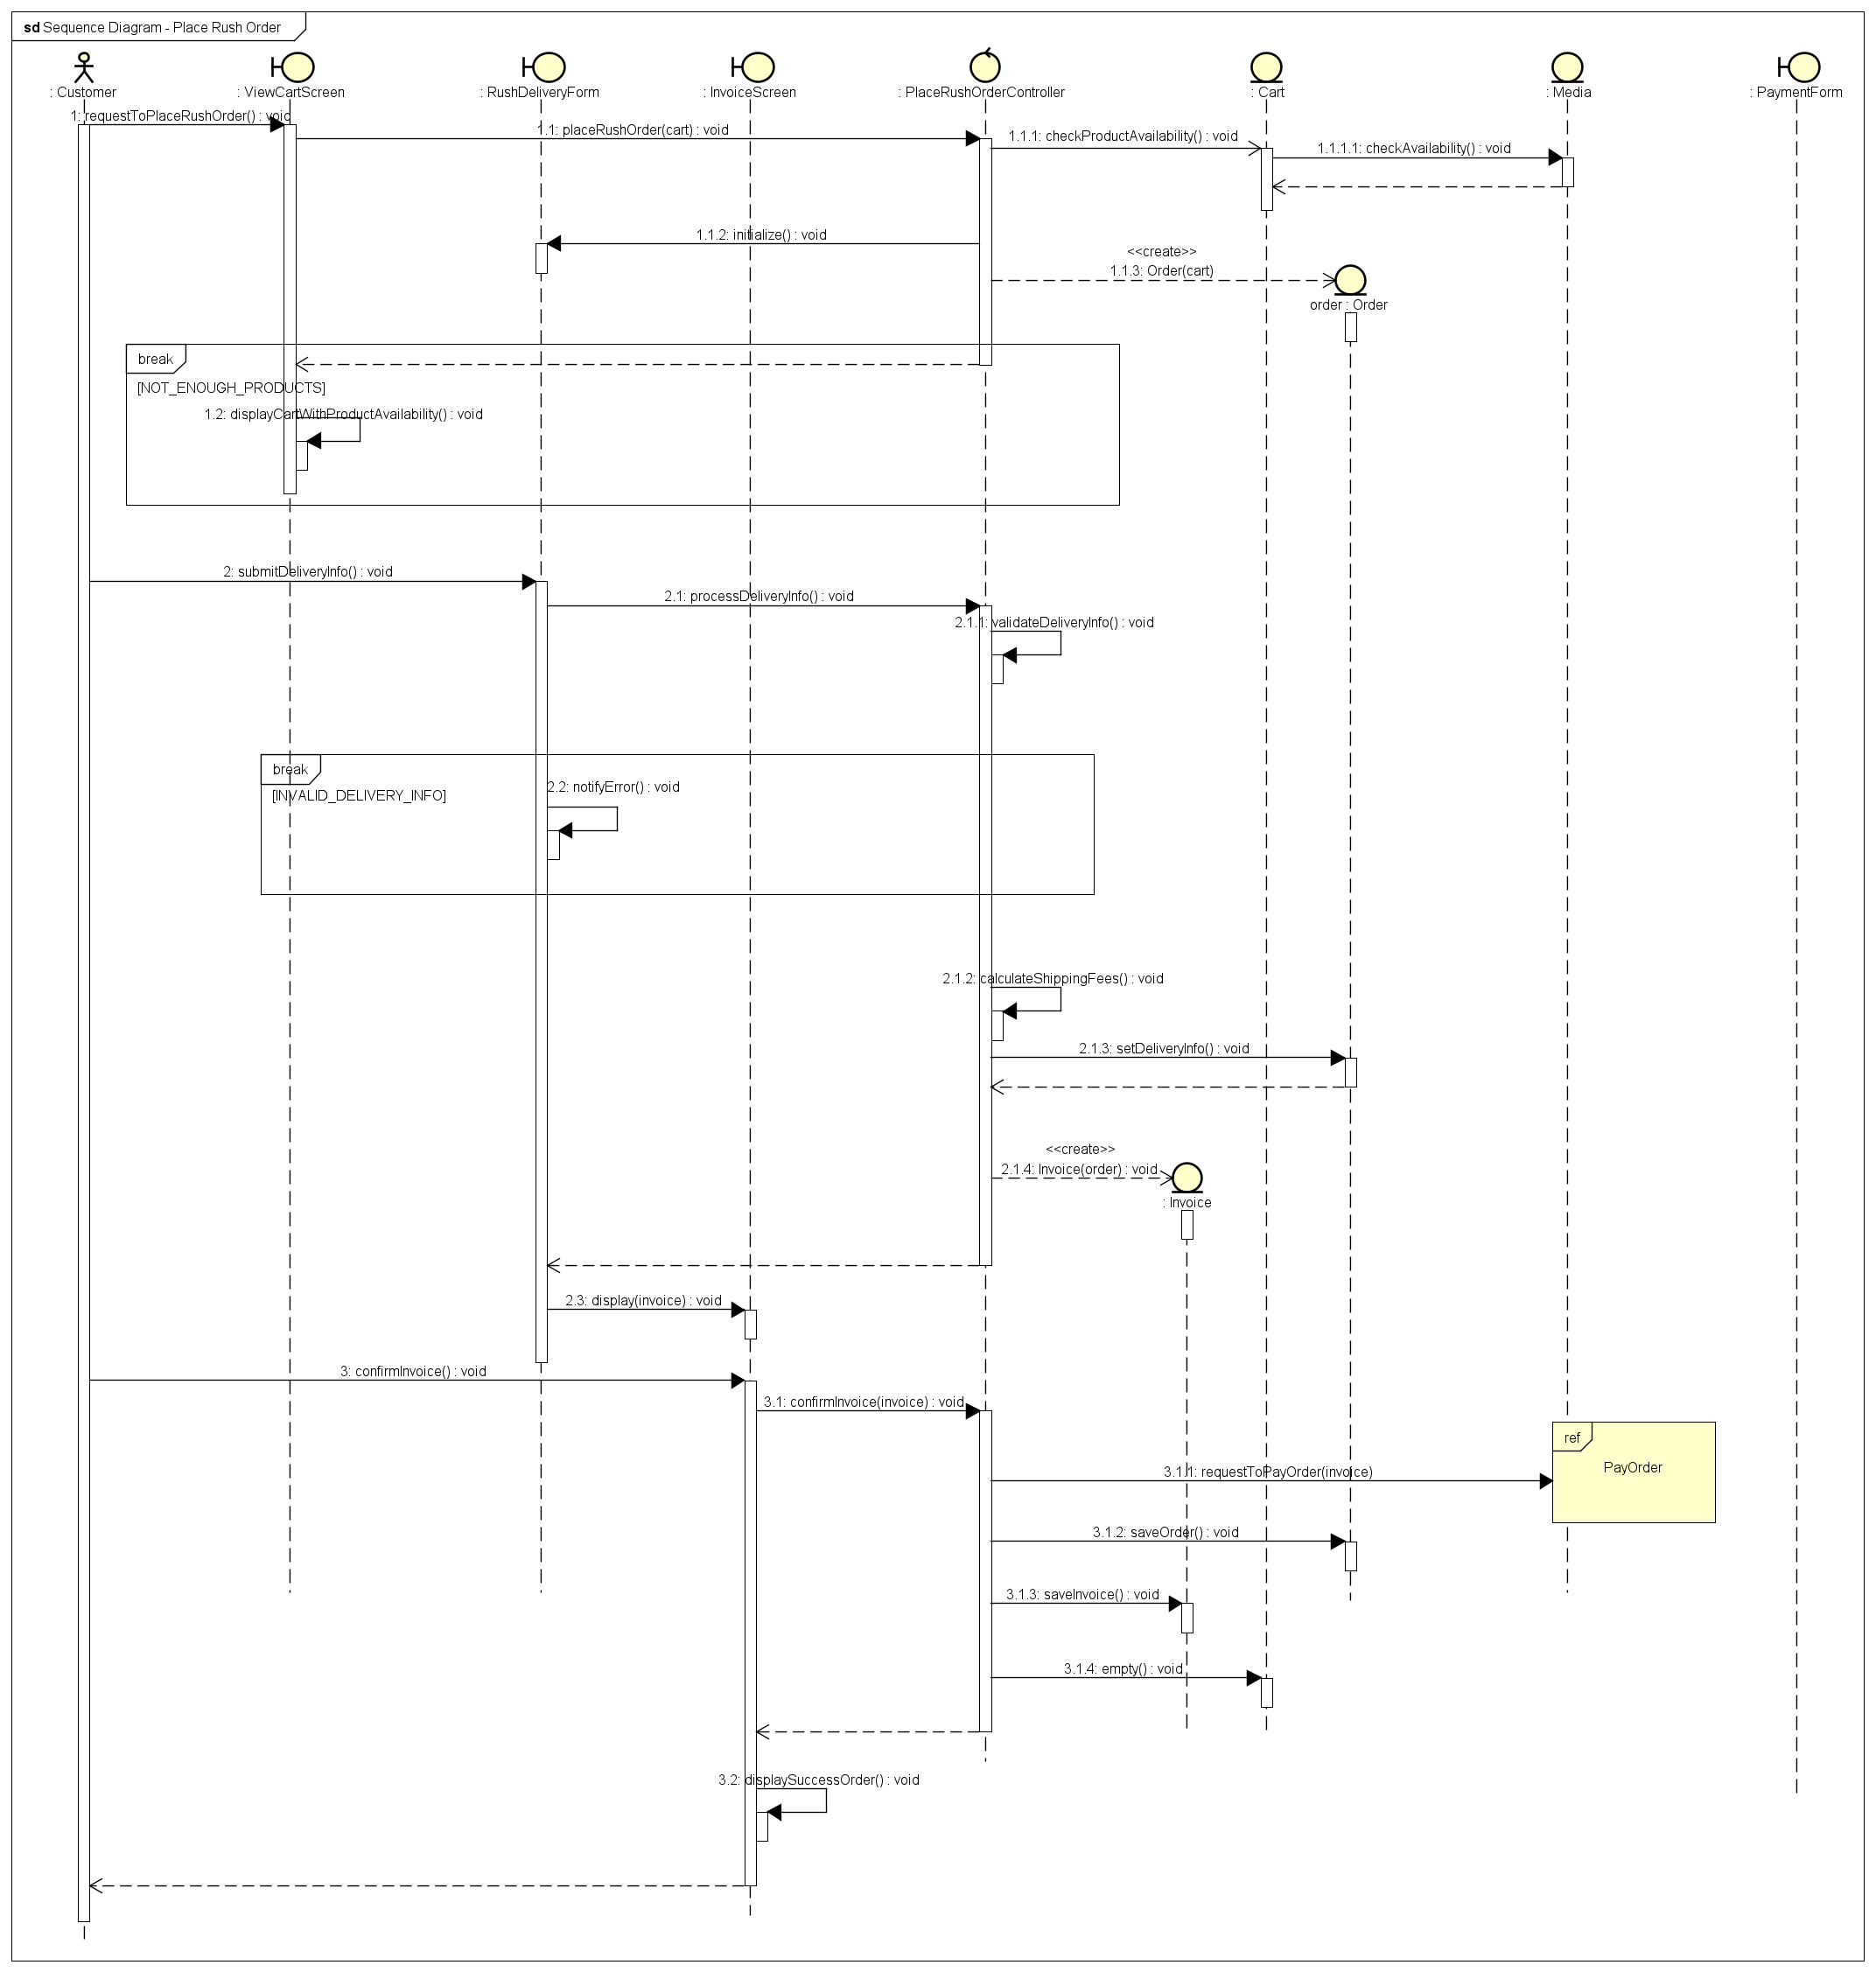 sd Sequence Diagram - Place Rush Order
: Customer
: ViewCartScreen
: RushDeliveryForm
: InvoiceScreen
: PlaceRushOrderController
: Cart
: Media
: PaymentForm
1: requestToPlaceRushOrder() : void
1.1: placeRushOrder(cart) : void
1.1.1: checkProductAvailability() : void
1.1.1.1: checkAvailability() : void
1.1.2: initialize() : void
<<create>>
1.1.3: Order(cart)
order : Order
break
[NOT_ENOUGH_PRODUCTS]
1.2: displayCartWithProductAvailability() : void
2: submitDeliveryInfo() : void
2.1: processDeliveryInfo() : void
2.1.1: validateDeliveryInfo() : void
break
[INVALID_DELIVERY_INFO]
2.2: notifyError() : void
2.1.2: calculateShippingFees() : void
2.1.3: setDeliveryInfo() : void
<<create>>
2.1.4: Invoice(order) : void
: Invoice
2.3: display(invoice) : void
3: confirmInvoice() : void
3.1: confirmInvoice(invoice) : void
ref
PayOrder
3.1.1: requestToPayOrder(invoice)
3.1.2: saveOrder() : void
3.1.3: saveInvoice() : void
3.1.4: empty() : void
3.2: displaySuccessOrder() : void